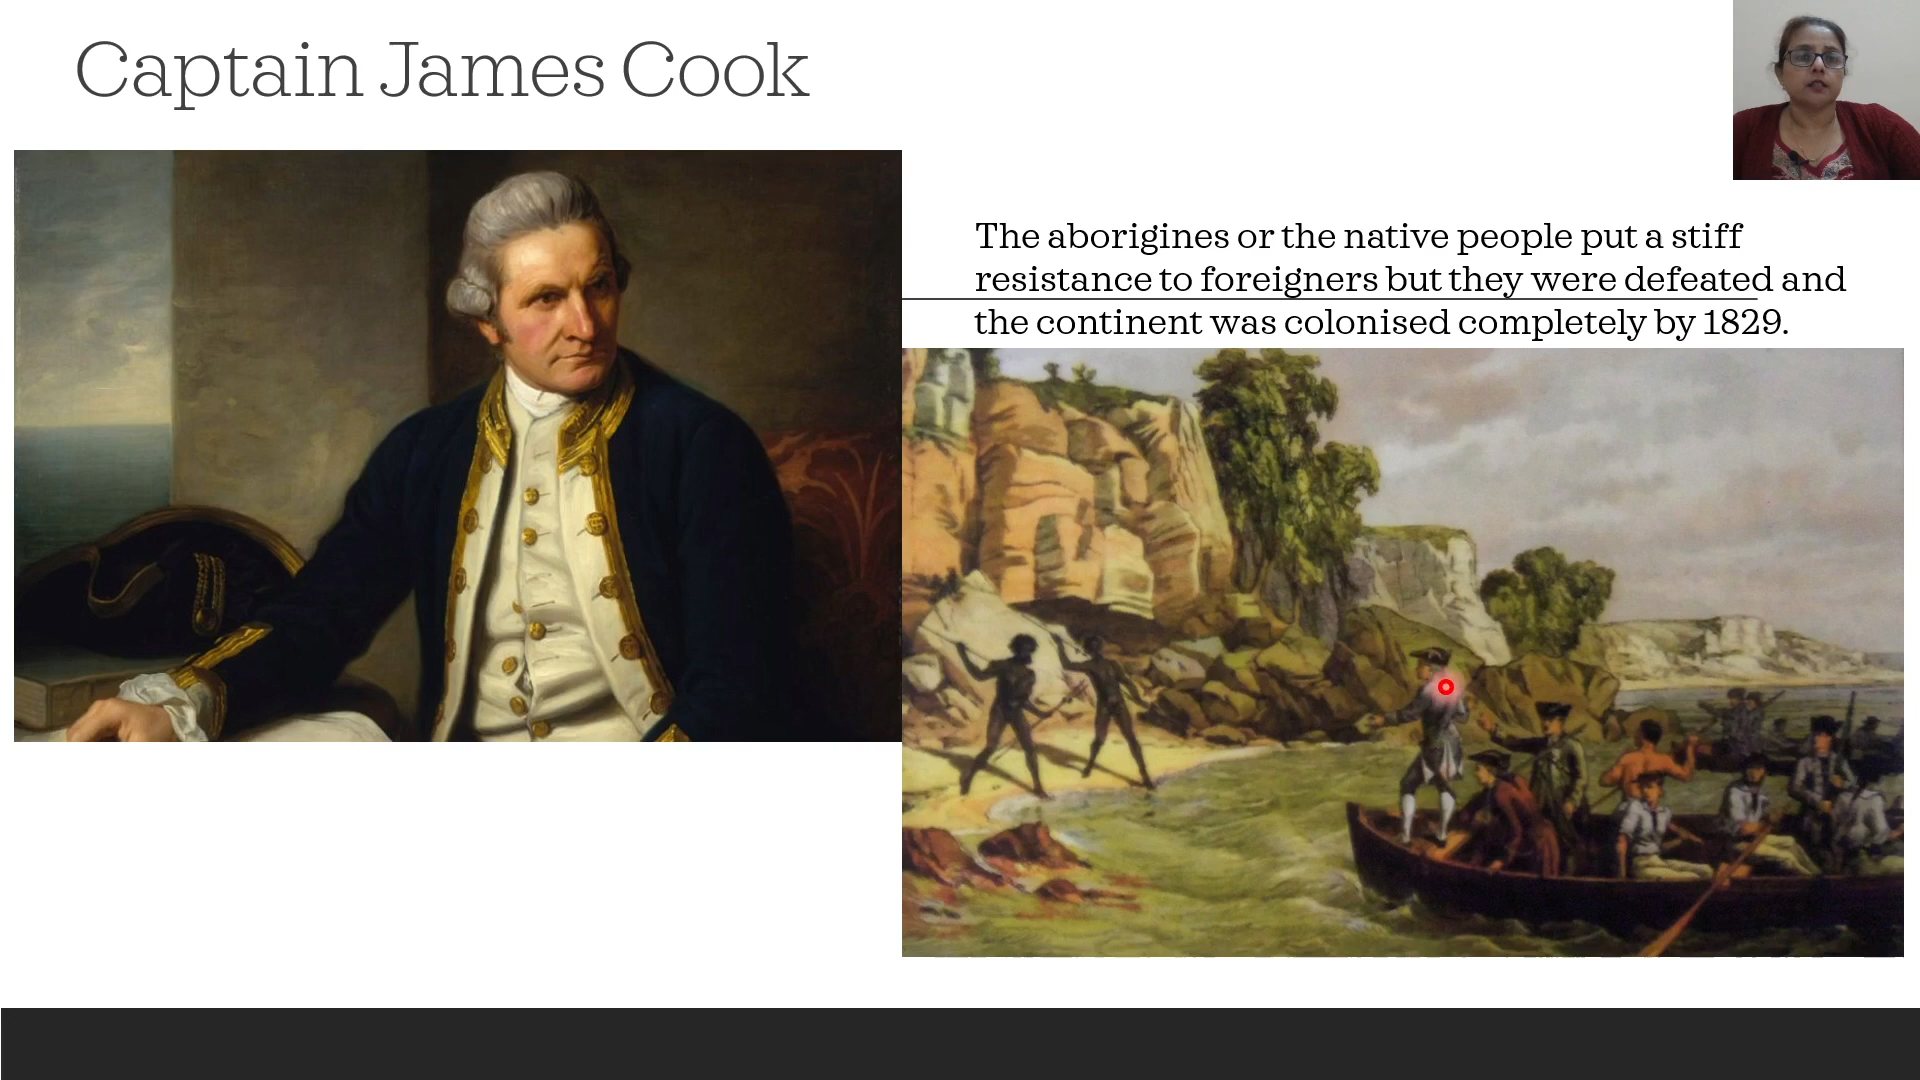 Captain James Cook
The aborigines or the native people put a stiff
resistance to foreigners but they were defeated and
the continent was colonised completely by 1829.